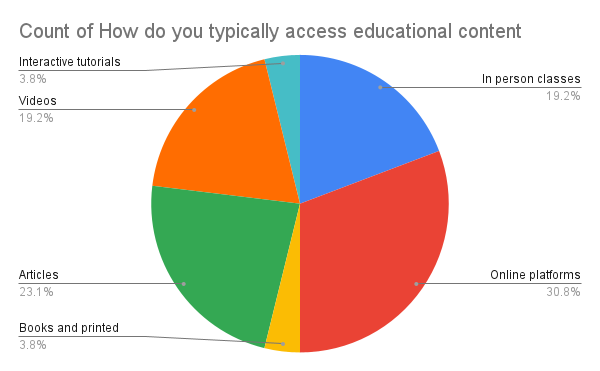 Count of How do you typically access educational content
Interactive tutorials
3.8%
Videos
19.2%
Articles
23.1%
Books and printed
3.8%
In person classes
19.2%
Online platforms
30.8%